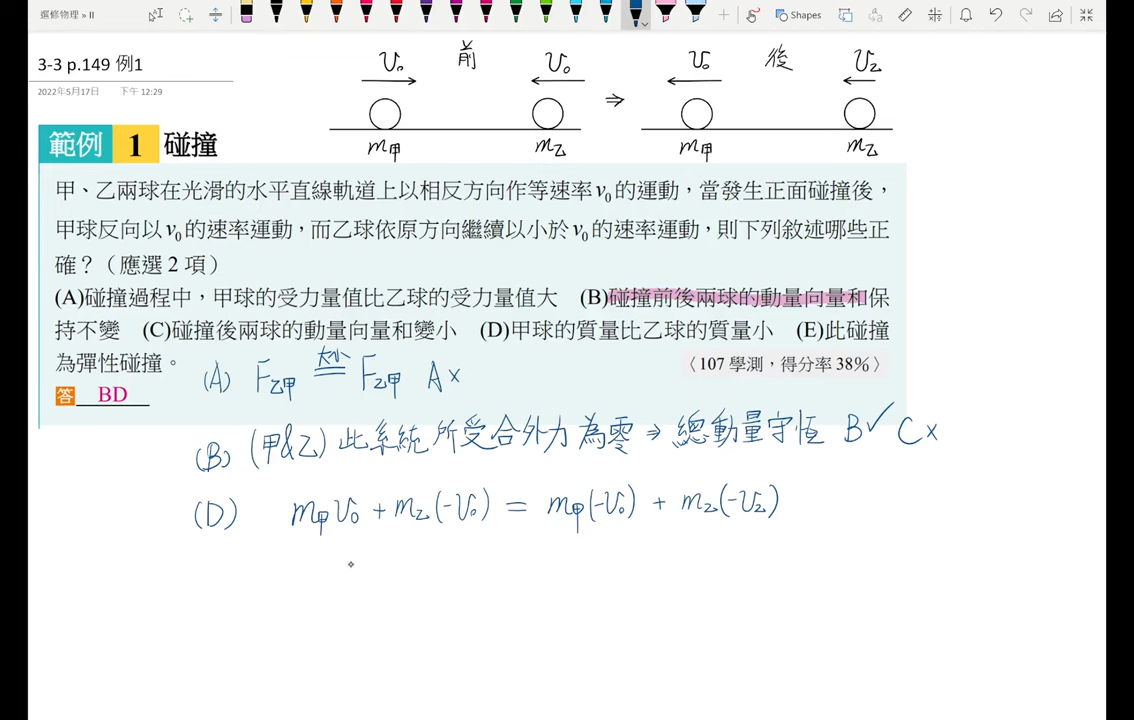 選修物理 » II
Shapes
3-3 p.149 例1
2022年5月17日 下午 12:29
前 後
v₀ v₀ ⇒ v₀ v乙
m甲 m乙 m甲 m乙
範例 1 碰撞
甲、乙兩球在光滑的水平直線軌道上以相反方向作等速率 v₀ 的運動，當發生正面碰撞後，
甲球反向以 v₀ 的速率運動，而乙球依原方向繼續以小於 v₀ 的速率運動，則下列敘述哪些正
確？（應選 2 項）
(A)碰撞過程中，甲球的受力量值比乙球的受力量值大 (B)碰撞前後兩球的動量向量和保
持不變 (C)碰撞後兩球的動量向量和變小 (D)甲球的質量比乙球的質量小 (E)此碰撞
為彈性碰撞。
〈107 學測，得分率 38%〉
答 BD
(A) F乙甲 大小= F乙甲 A×
(B) (甲&乙) 此系統所受合外力為零 ⇒ 總動量守恆 B✓ C×
(D) m甲v₀ + m乙(-v₀) = m甲(-v₀) + m乙(-v乙)